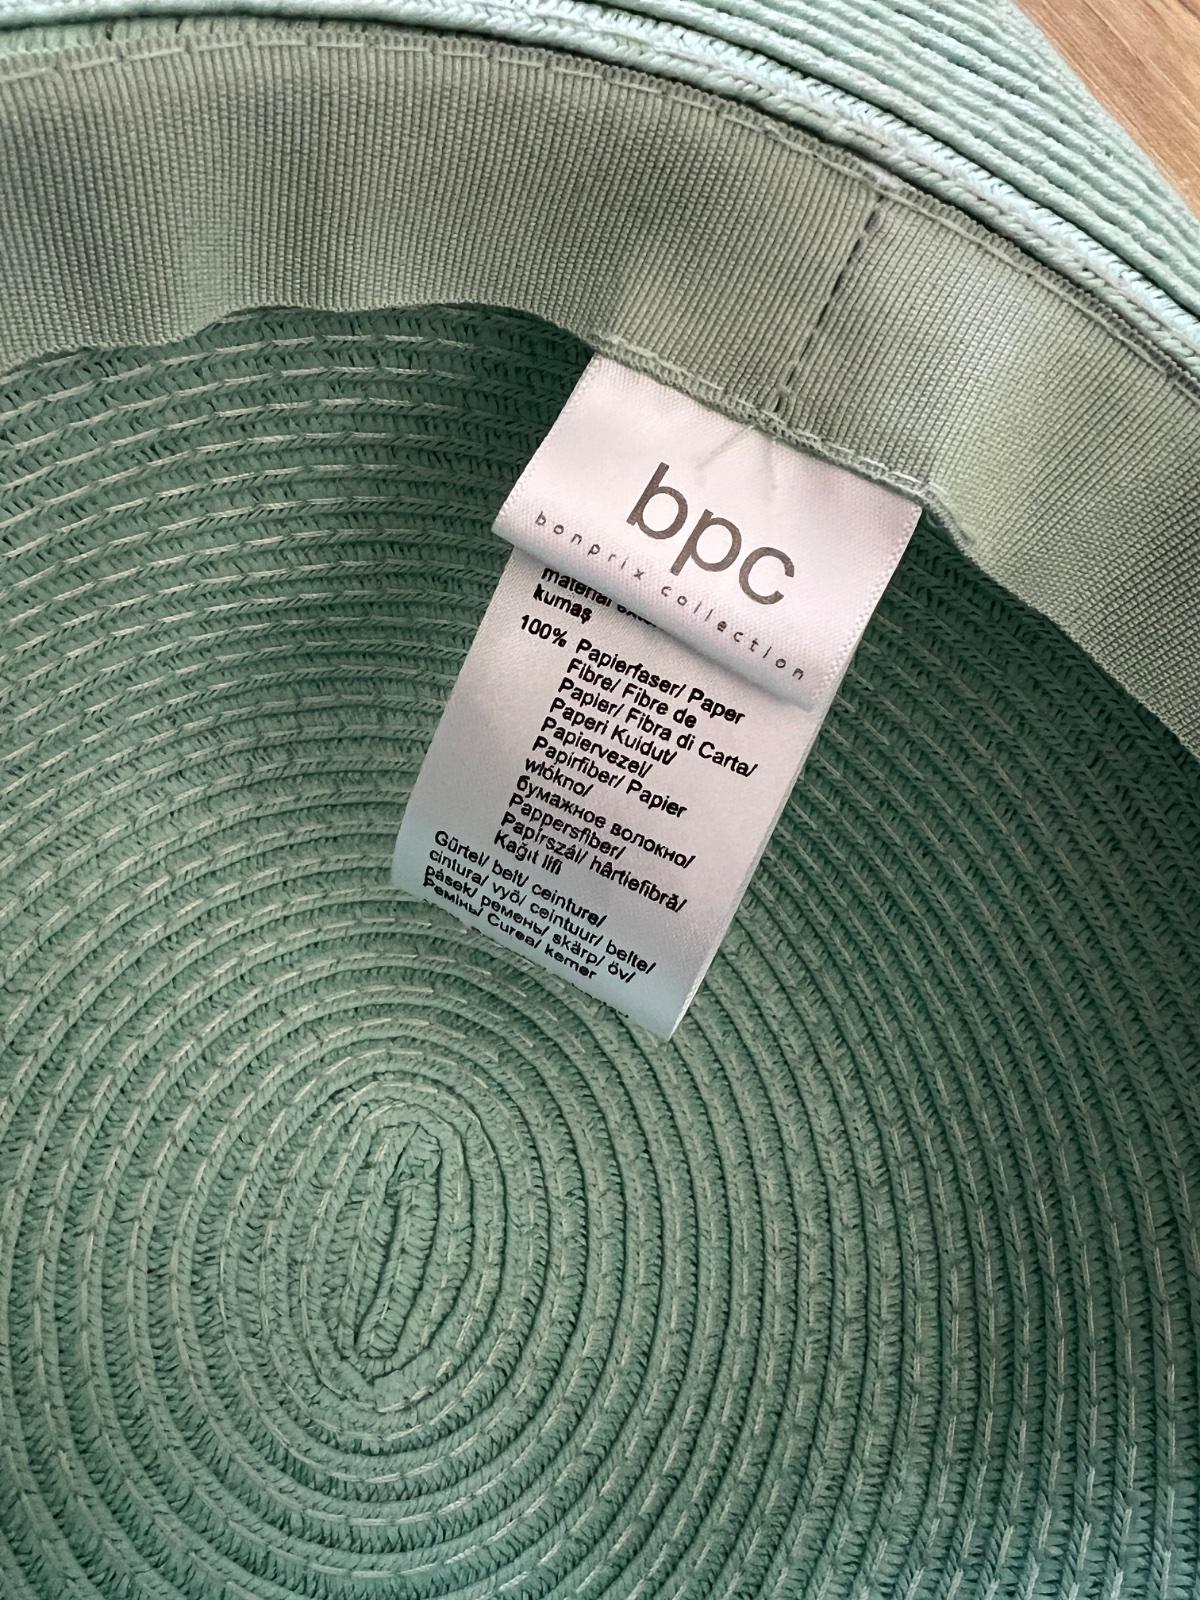 bpc
bonprix collection
material
kumaş
100% Papierfaser/ Paper
Fibre/ Fibre de
Papier/ Fibra di Carta/
Paperi Kuidut/
Papiervezel/
Papirfiber/ Papier
włókno/
бумажное волокно/
Pappersfiber/
Papírszál/ hârtiefibră/
Kağıt lifi
Gürtel/ belt/ ceinture/
cintura/ vyö/ ceintuur/ belte/
pásek/ ремень/ skärp/ öv/
Ремінь/ Curea/ kemer